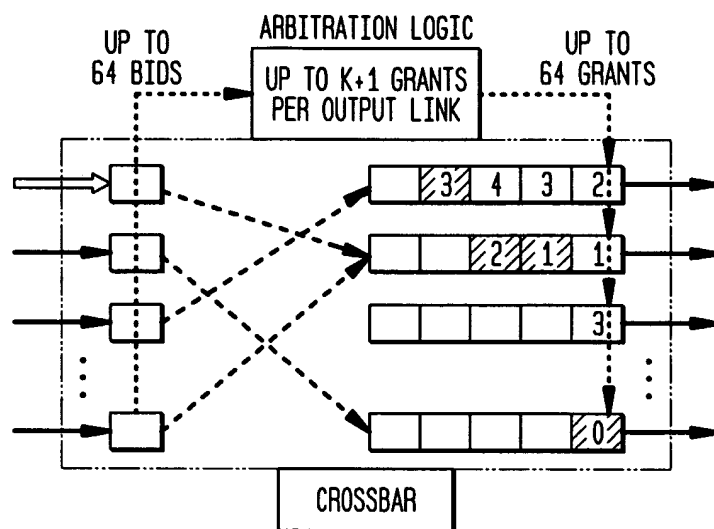 ARBITRATION LOGIC
UP TO
64 BIDS
UP TO K+1 GRANTS
PER OUTPUT LINK
UP TO
64 GRANTS
3 4 3 2
2 1 1
3
0
CROSSBAR